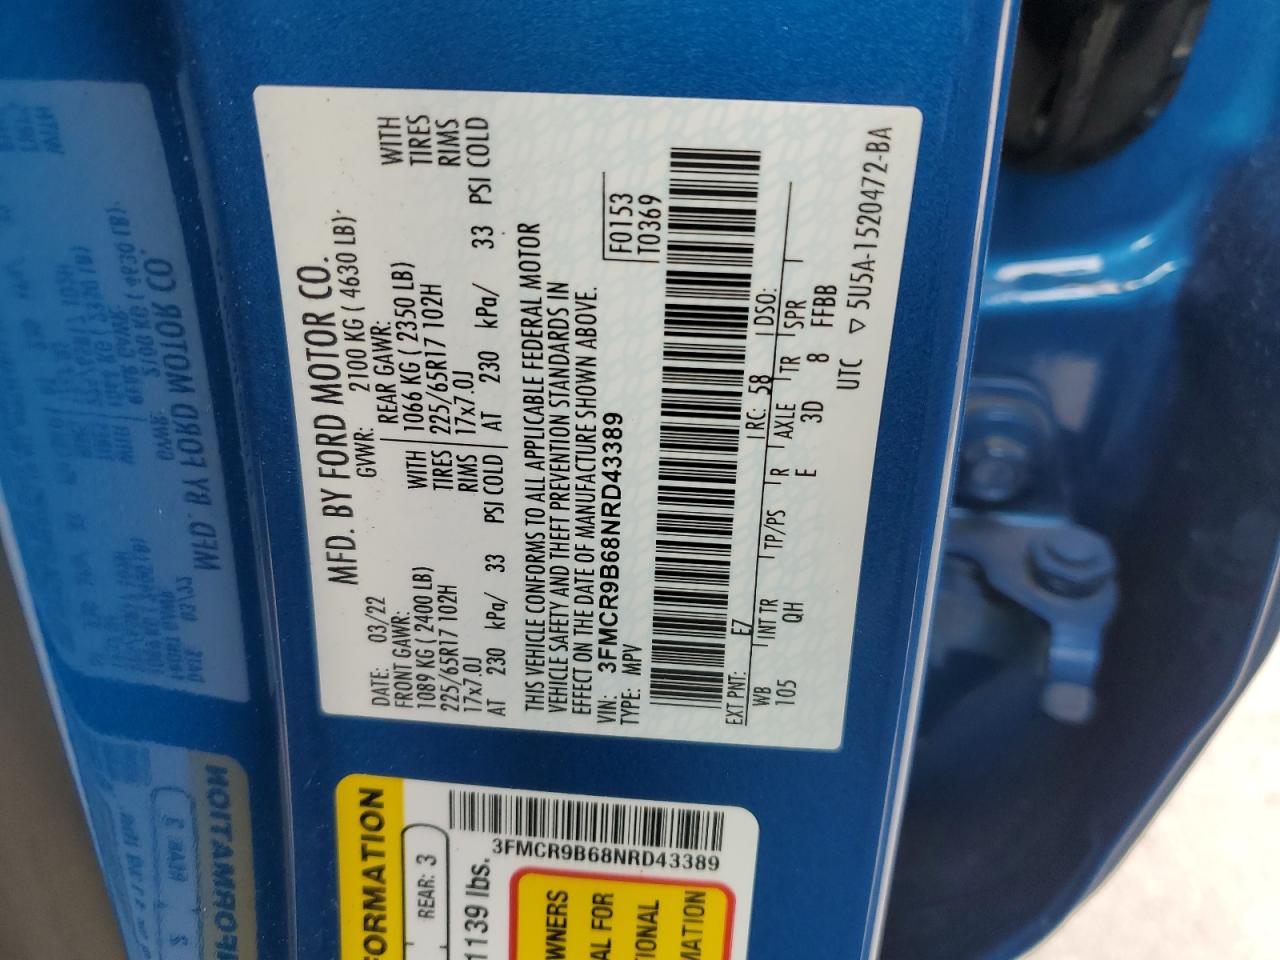 MFD. BY FORD MOTOR CO.
DATE: 03/22 GVWR: 2100 KG ( 4630 LB)
FRONT GAWR: REAR GAWR:
1089 KG ( 2400 LB) WITH 1066 KG ( 2350 LB) WITH
225/65R17 102H TIRES 225/65R17 102H TIRES
17x7.0J RIMS 17x7.0J RIMS
AT 230 kPa/ 33 PSI COLD AT 230 kPa/ 33 PSI COLD
THIS VEHICLE CONFORMS TO ALL APPLICABLE FEDERAL MOTOR
VEHICLE SAFETY AND THEFT PREVENTION STANDARDS IN
EFFECT ON THE DATE OF MANUFACTURE SHOWN ABOVE.
VIN: 3FMCR9B68NRD43389
TYPE: MPV
F0153
T0369
EXT PNT: EZ RC: 58 DSO:
WB INT TR TP/PS R AXLE TR SPR
105 QH E 3D 8 FFBB
UTC ▽ 5U5A-1520472-BA
FORMATION
REAR: 3
1139 lbs.
3FMCR9B68NRD43389
OWNERS
AL FOR
IONAL
MATION